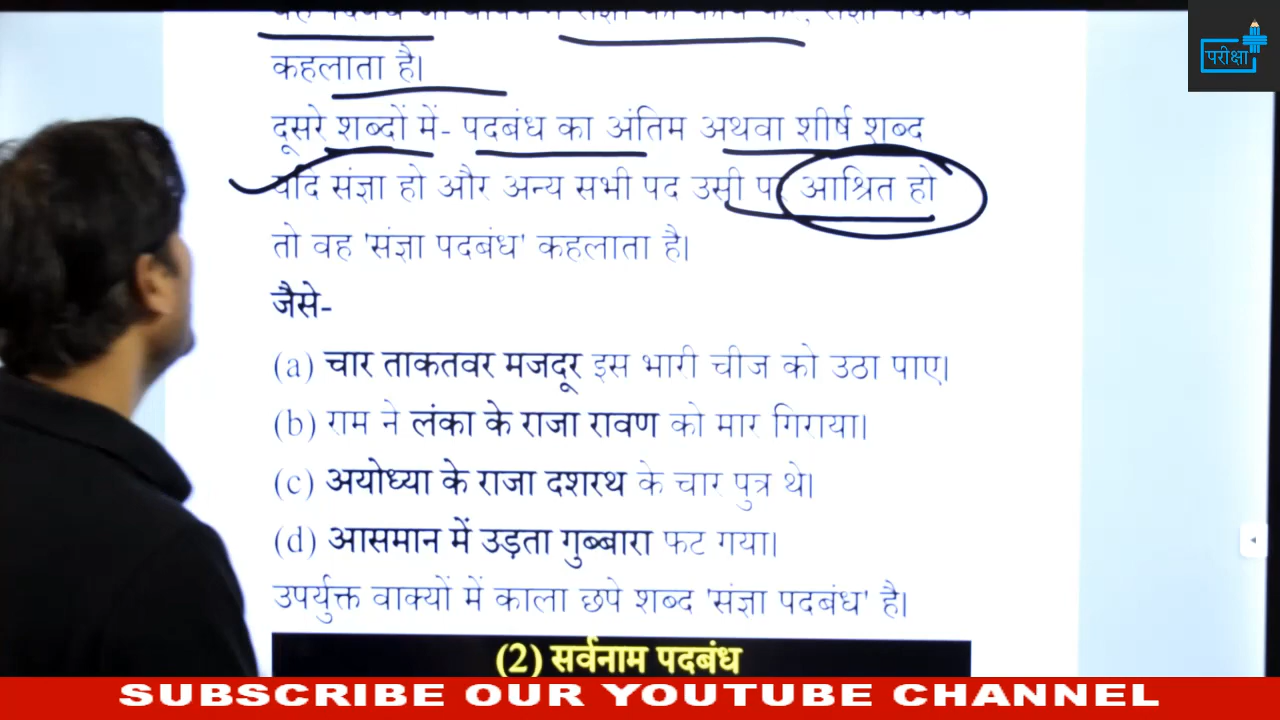 परीक्षा
कहलाता है।
दूसरे शब्दों में- पदबंध का अंतिम अथवा शीर्ष शब्द
यदि संज्ञा हो और अन्य सभी पद उसी पर आश्रित हो
तो वह 'संज्ञा पदबंध' कहलाता है।
जैसे-
(a) चार ताकतवर मजदूर इस भारी चीज को उठा पाए।
(b) राम ने लंका के राजा रावण को मार गिराया।
(c) अयोध्या के राजा दशरथ के चार पुत्र थे।
(d) आसमान में उड़ता गुब्बारा फट गया।
उपर्युक्त वाक्यों में काला छपे शब्द 'संज्ञा पदबंध' है।
(2) सर्वनाम पदबंध
SUBSCRIBE OUR YOUTUBE CHANNEL